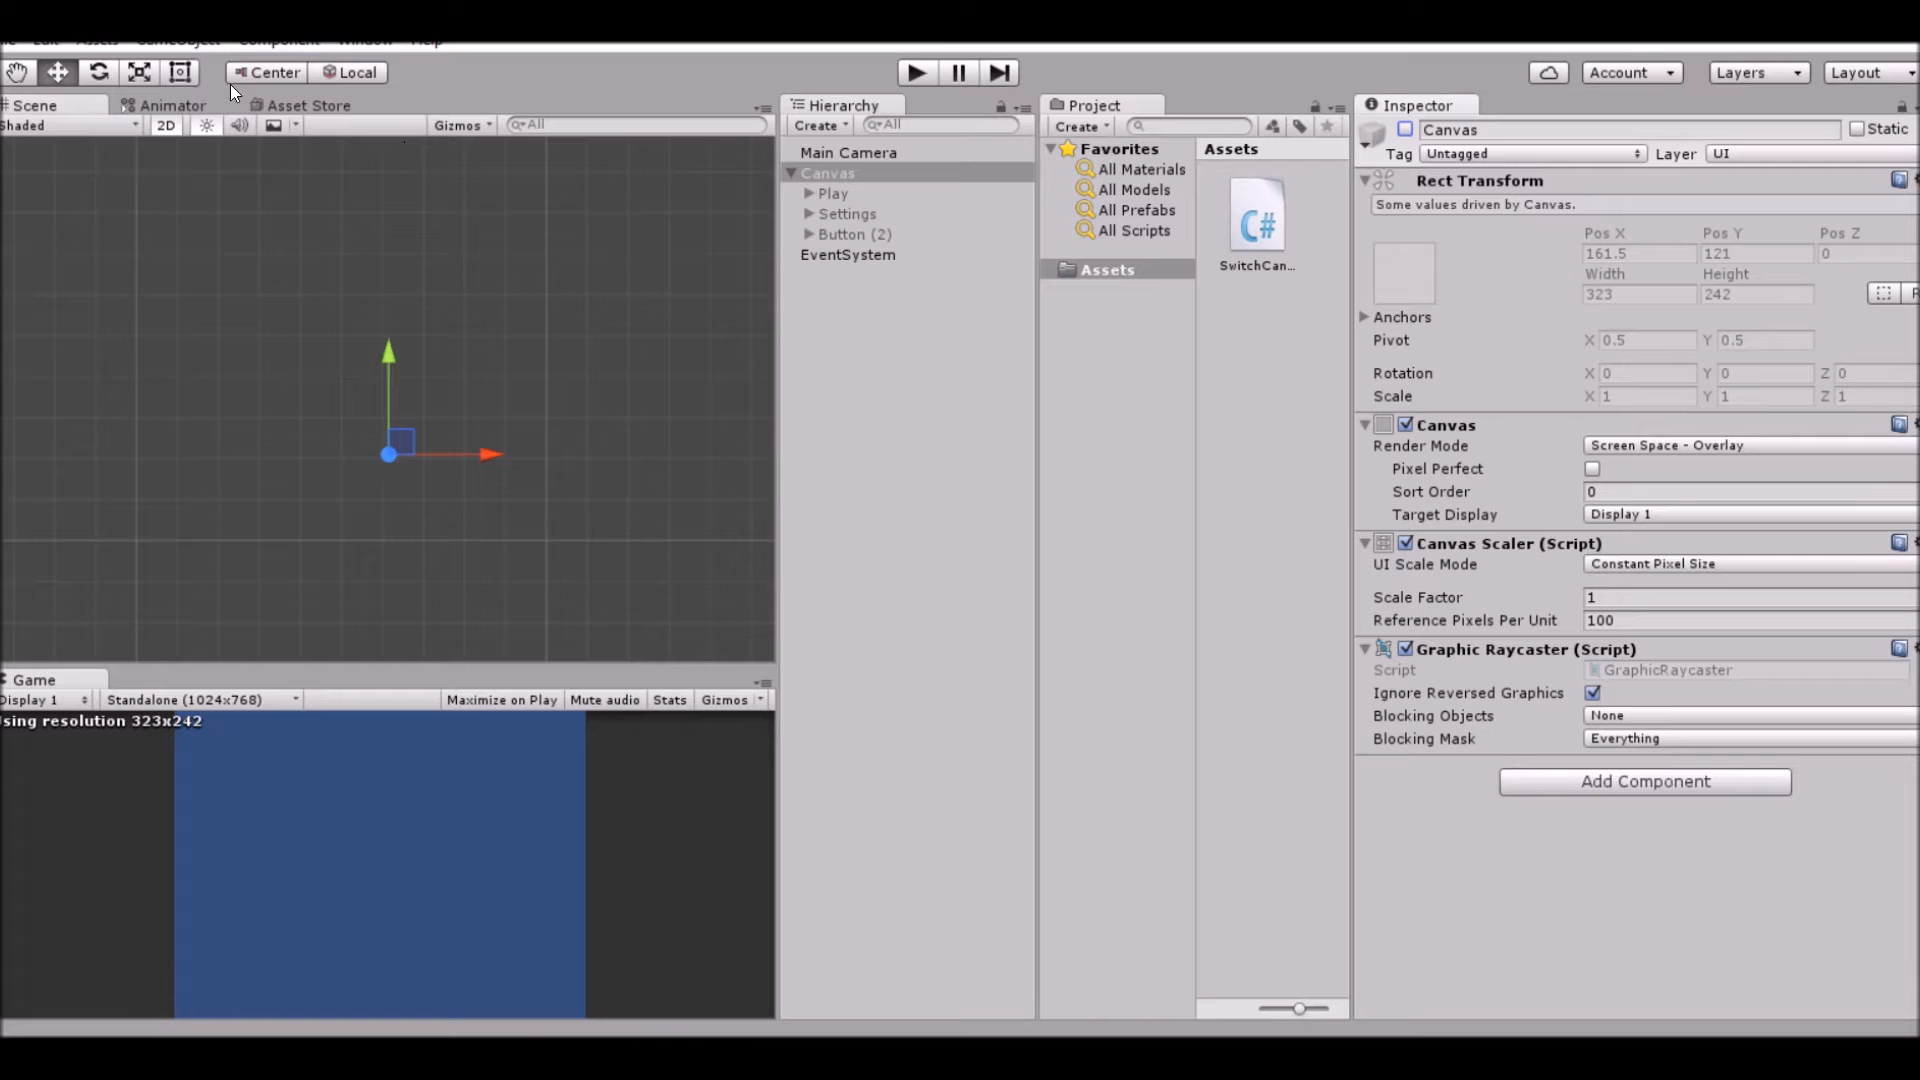 Edit Assets GameObject Component Window Help
Center Local Account Layers Layout
Scene Animator Asset Store
Shaded 2D Gizmos All
Hierarchy
Create All
Main Camera
Canvas
Play
Settings
Button (2)
EventSystem
Project
Create
Favorites
All Materials
All Models
All Prefabs
All Scripts
Assets
Assets
C#
SwitchCan...
Inspector
Canvas Static
Tag Untagged Layer UI
Rect Transform
Some values driven by Canvas.
Pos X Pos Y Pos Z
161.5 121 0
Width Height
323 242
Anchors
Pivot X 0.5 Y 0.5
Rotation X 0 Y 0 Z 0
Scale X 1 Y 1 Z 1
Canvas
Render Mode Screen Space - Overlay
Pixel Perfect
Sort Order 0
Target Display Display 1
Canvas Scaler (Script)
UI Scale Mode Constant Pixel Size
Scale Factor 1
Reference Pixels Per Unit 100
Graphic Raycaster (Script)
Script GraphicRaycaster
Ignore Reversed Graphics
Blocking Objects None
Blocking Mask Everything
Add Component
Game
Display 1 Standalone (1024x768) Maximize on Play Mute audio Stats Gizmos
sing resolution 323x242